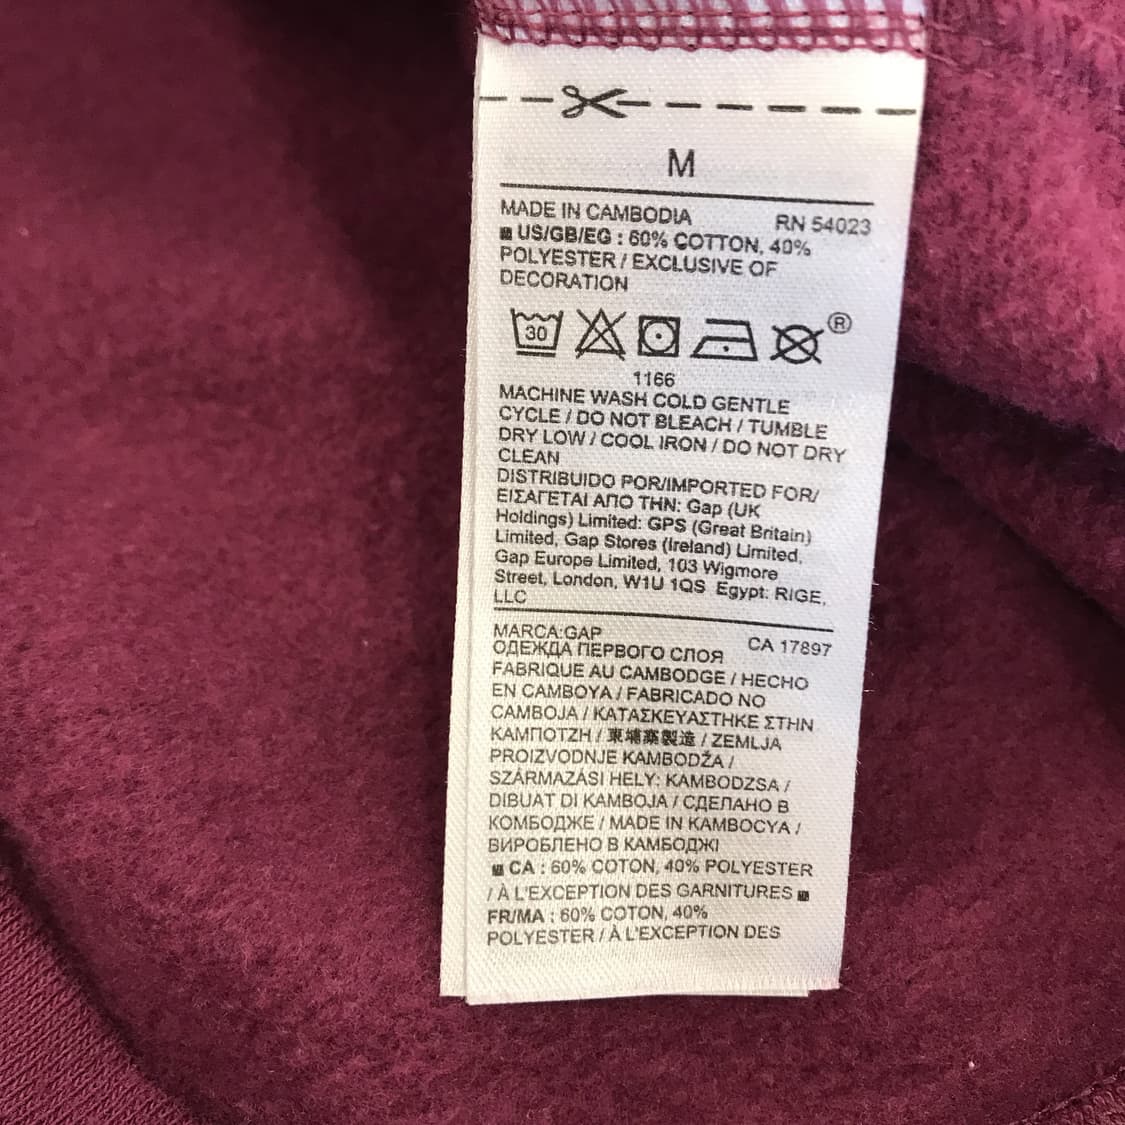 M
MADE IN CAMBODIA RN 54023
US/GB/EG : 60% COTTON, 40%
POLYESTER / EXCLUSIVE OF
DECORATION
30 ®
1166
MACHINE WASH COLD GENTLE
CYCLE / DO NOT BLEACH / TUMBLE
DRY LOW / COOL IRON / DO NOT DRY
CLEAN
DISTRIBUIDO POR/IMPORTED FOR/
ΕΙΣΑΓΕΤΑΙ ΑΠΟ ΤΗΝ: Gap (UK
Holdings) Limited: GPS (Great Britain)
Limited, Gap Stores (Ireland) Limited,
Gap Europe Limited, 103 Wigmore
Street, London, W1U 1QS Egypt: RIGE,
LLC
MARCA:GAP CA 17897
ОДЕЖДА ПЕРВОГО СЛОЯ
FABRIQUE AU CAMBODGE / HECHO
EN CAMBOYA / FABRICADO NO
CAMBOJA / ΚΑΤΑΣΚΕΥΑΣΤΗΚΕ ΣΤΗΝ
ΚΑΜΠΟΤΖΗ / 東埔寨製造 / ZEMLJA
PROIZVODNJE KAMBODŽA /
SZÁRMAZÁSI HELY: KAMBODZSA /
DIBUAT DI KAMBOJA / СДЕЛАНО В
КОМБОДЖЕ / MADE IN KAMBOCYA /
ВИРОБЛЕНО В КАМБОДЖІ
CA : 60% COTON, 40% POLYESTER
/ À L'EXCEPTION DES GARNITURES
FR/MA : 60% COTON, 40%
POLYESTER / À L'EXCEPTION DES